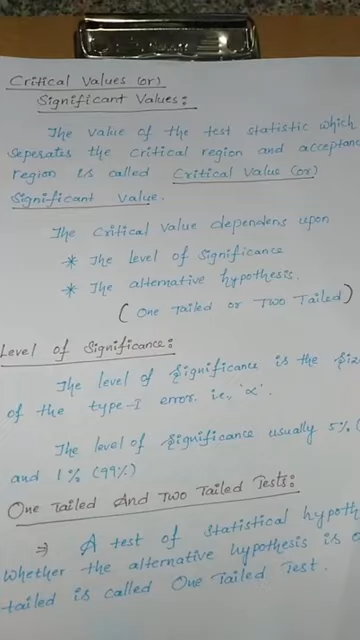 Critical Values (or)
Significant Values:
The value of the test statistic which
seperates the critical region and acceptanc
region is called Critical Value (or)
Significant Value.
The critical value dependens upon
* The level of significance
* The alternative hypothesis.
(One Tailed or Two Tailed)
Level of Significance:
The level of significance is the siz
of the type-I error. i.e., 'α'.
The level of significance usually 5% (
and 1% (99%)
One Tailed And Two Tailed Tests:
⇒ A test of statistical hypoth
whether the alternative hypothesis is o
tailed is called One Tailed Test.